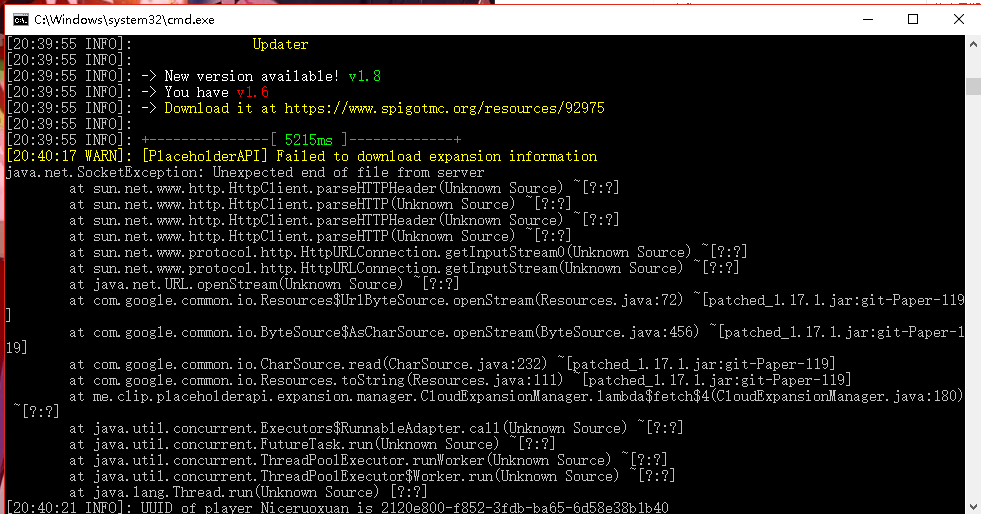 C:\Windows\system32\cmd.exe
[20:39:55 INFO]: Updater
[20:39:55 INFO]:
[20:39:55 INFO]: -> New version available! v1.8
[20:39:55 INFO]: -> You have v1.6
[20:39:55 INFO]: -> Download it at https://www.spigotmc.org/resources/92975
[20:39:55 INFO]:
[20:39:55 INFO]: +---------------[ 5215ms ]-------------+
[20:40:17 WARN]: [PlaceholderAPI] Failed to download expansion information
java.net.SocketException: Unexpected end of file from server
at sun.net.www.http.HttpClient.parseHTTPHeader(Unknown Source) ~[?:?]
at sun.net.www.http.HttpClient.parseHTTP(Unknown Source) ~[?:?]
at sun.net.www.http.HttpClient.parseHTTPHeader(Unknown Source) ~[?:?]
at sun.net.www.http.HttpClient.parseHTTP(Unknown Source) ~[?:?]
at sun.net.www.protocol.http.HttpURLConnection.getInputStream0(Unknown Source) ~[?:?]
at sun.net.www.protocol.http.HttpURLConnection.getInputStream(Unknown Source) ~[?:?]
at java.net.URL.openStream(Unknown Source) ~[?:?]
at com.google.common.io.Resources$UrlByteSource.openStream(Resources.java:72) ~[patched_1.17.1.jar:git-Paper-119
]
at com.google.common.io.ByteSource$AsCharSource.openStream(ByteSource.java:456) ~[patched_1.17.1.jar:git-Paper-1
19]
at com.google.common.io.CharSource.read(CharSource.java:232) ~[patched_1.17.1.jar:git-Paper-119]
at com.google.common.io.Resources.toString(Resources.java:111) ~[patched_1.17.1.jar:git-Paper-119]
at me.clip.placeholderapi.expansion.manager.CloudExpansionManager.lambda$fetch$4(CloudExpansionManager.java:180)
~[?:?]
at java.util.concurrent.Executors$RunnableAdapter.call(Unknown Source) ~[?:?]
at java.util.concurrent.FutureTask.run(Unknown Source) ~[?:?]
at java.util.concurrent.ThreadPoolExecutor.runWorker(Unknown Source) ~[?:?]
at java.util.concurrent.ThreadPoolExecutor$Worker.run(Unknown Source) ~[?:?]
at java.lang.Thread.run(Unknown Source) [?:?]
[20:40:21 INFO]: UUID of player Niceruoxuan is 2120e800-f852-3fdb-ba65-6d58e38b1b40